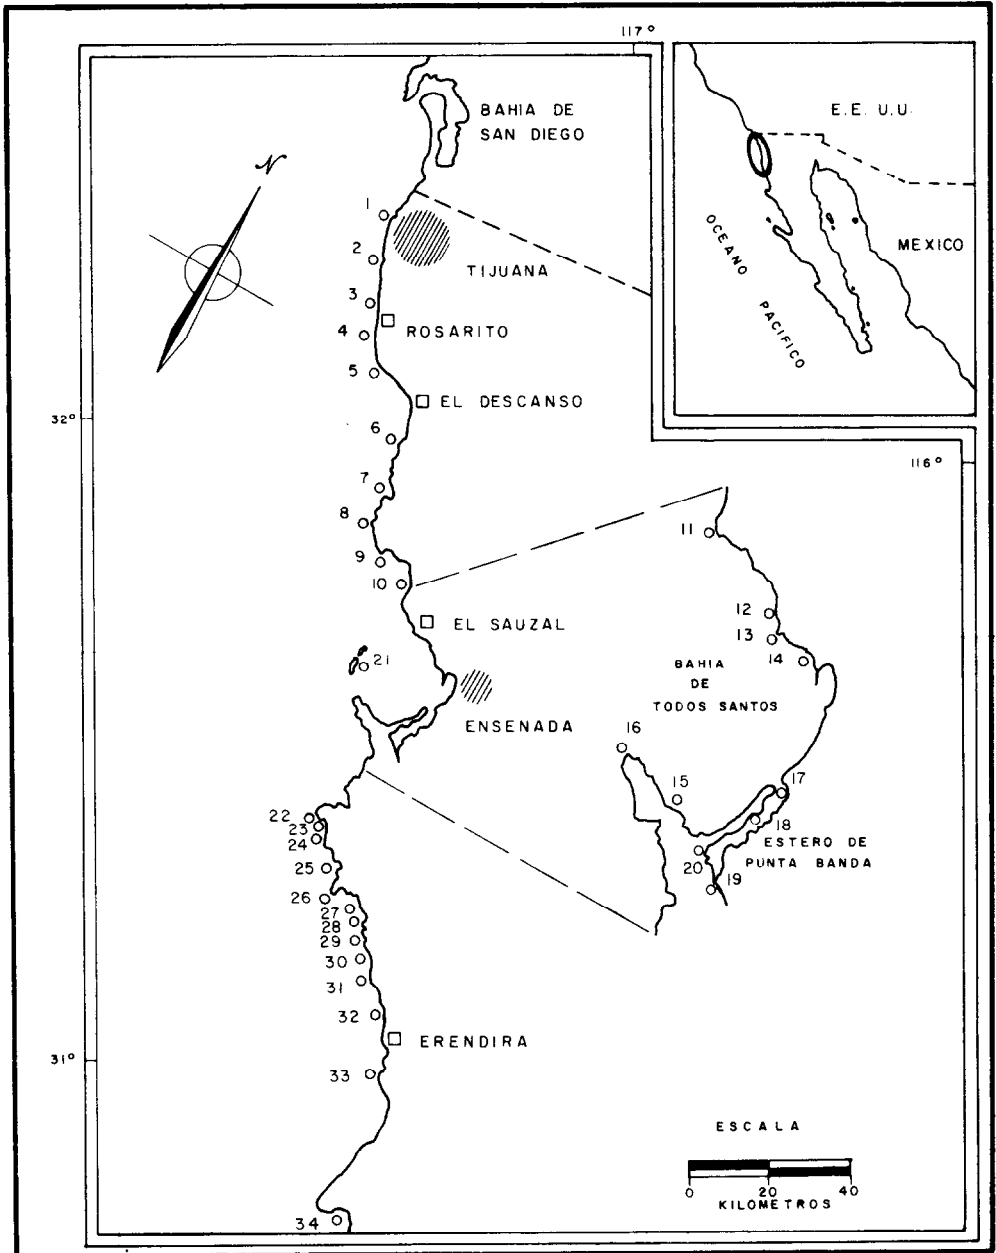 117°
BAHIA DE
SAN DIEGO
E.E. U.U.
N
1
2
TIJUANA
OCEANO PACIFICO
MEXICO
3
ROSARITO
4
5
EL DESCANSO
32°
6
116°
7
8
11
9
10
12
EL SAUZAL
13
21
14
BAHIA
DE
TODOS SANTOS
ENSENADA
16
15
17
22
18
23
24
ESTERO DE
PUNTA BANDA
25
20
19
26
27
28
29
30
31
32
ERENDIRA
31°
33
ESCALA
0 20 40
KILOMETROS
34